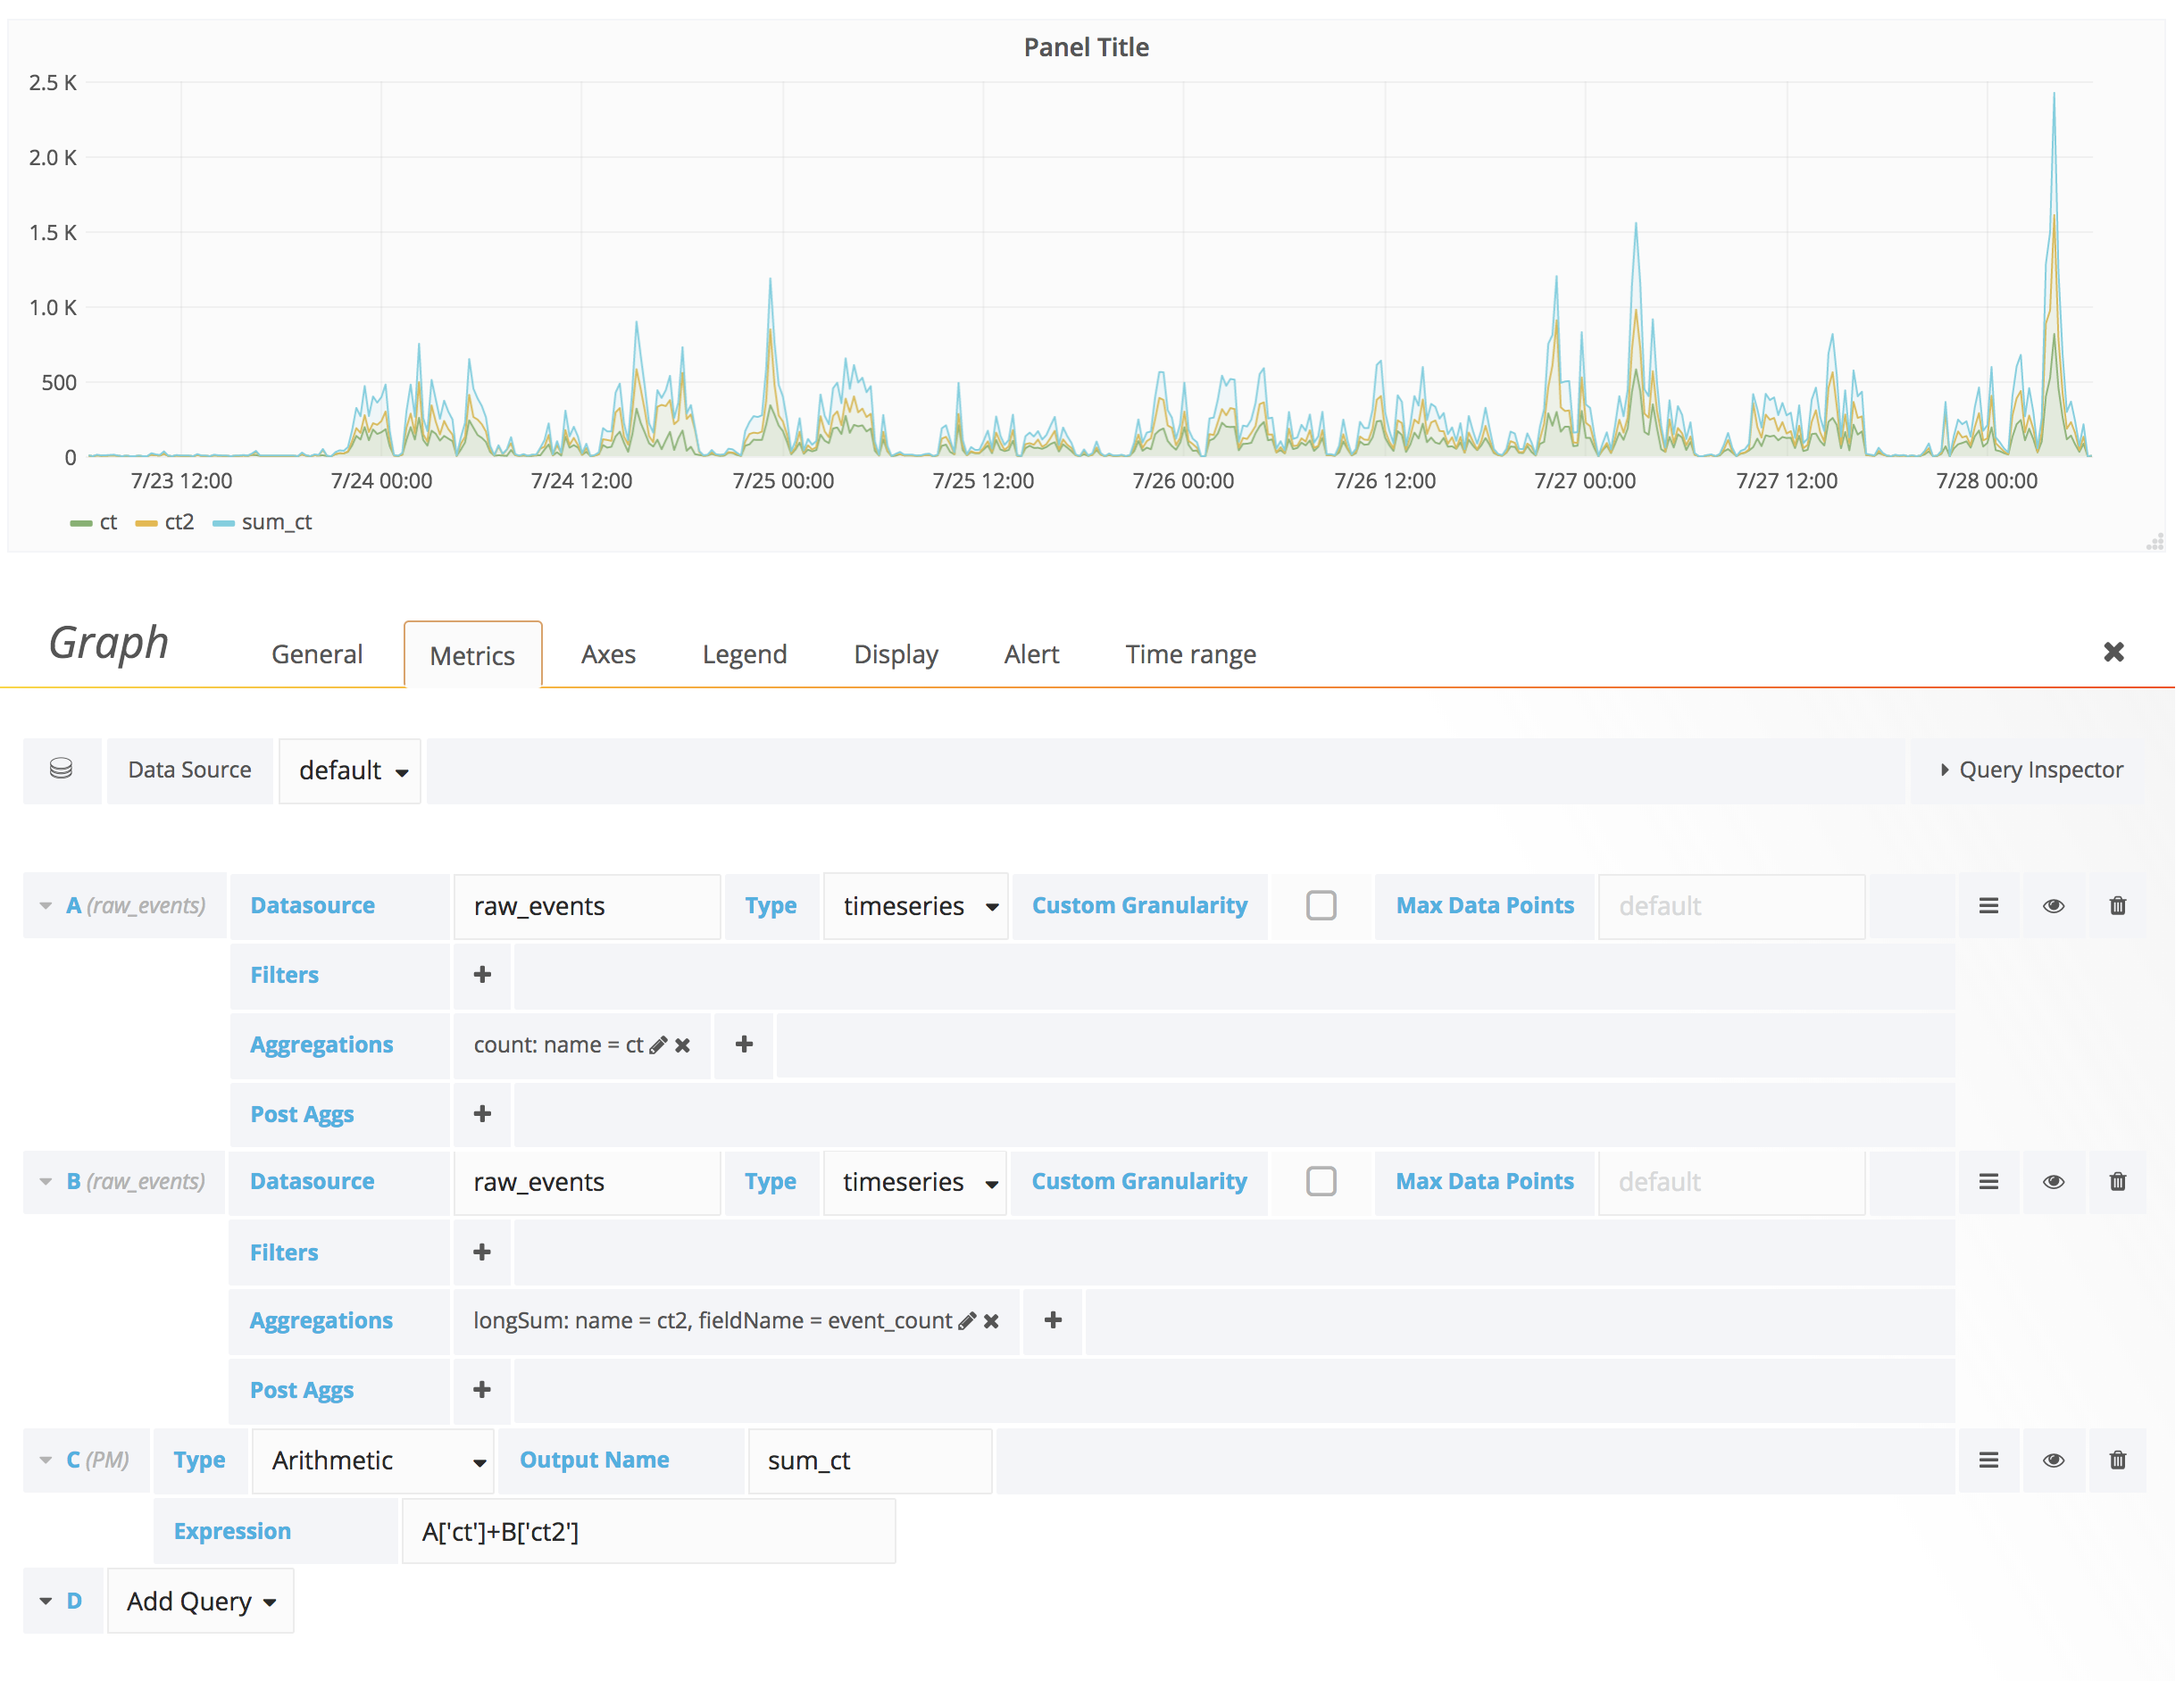 Panel Title
2.5 K
2.0 K
1.5 K
1.0 K
500
0
7/23 12:00 7/24 00:00 7/24 12:00 7/25 00:00 7/25 12:00 7/26 00:00 7/26 12:00 7/27 00:00 7/27 12:00 7/28 00:00
ct ct2 sum_ct
Graph General Metrics Axes Legend Display Alert Time range
Data Source default Query Inspector
A (raw_events) Datasource raw_events Type timeseries Custom Granularity Max Data Points default
Filters
Aggregations count: name = ct
Post Aggs
B (raw_events) Datasource raw_events Type timeseries Custom Granularity Max Data Points default
Filters
Aggregations longSum: name = ct2, fieldName = event_count
Post Aggs
C (PM) Type Arithmetic Output Name sum_ct
Expression A['ct']+B['ct2']
D Add Query